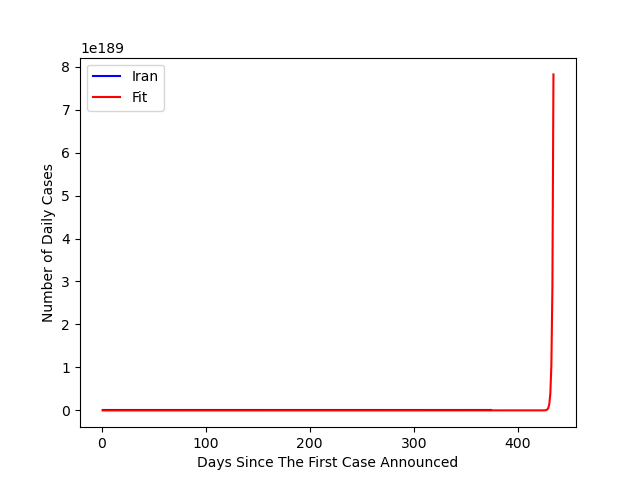 1e189
8
7
6
5
4
3
2
1
0
Number of Daily Cases
Iran
Fit
0 100 200 300 400
Days Since The First Case Announced